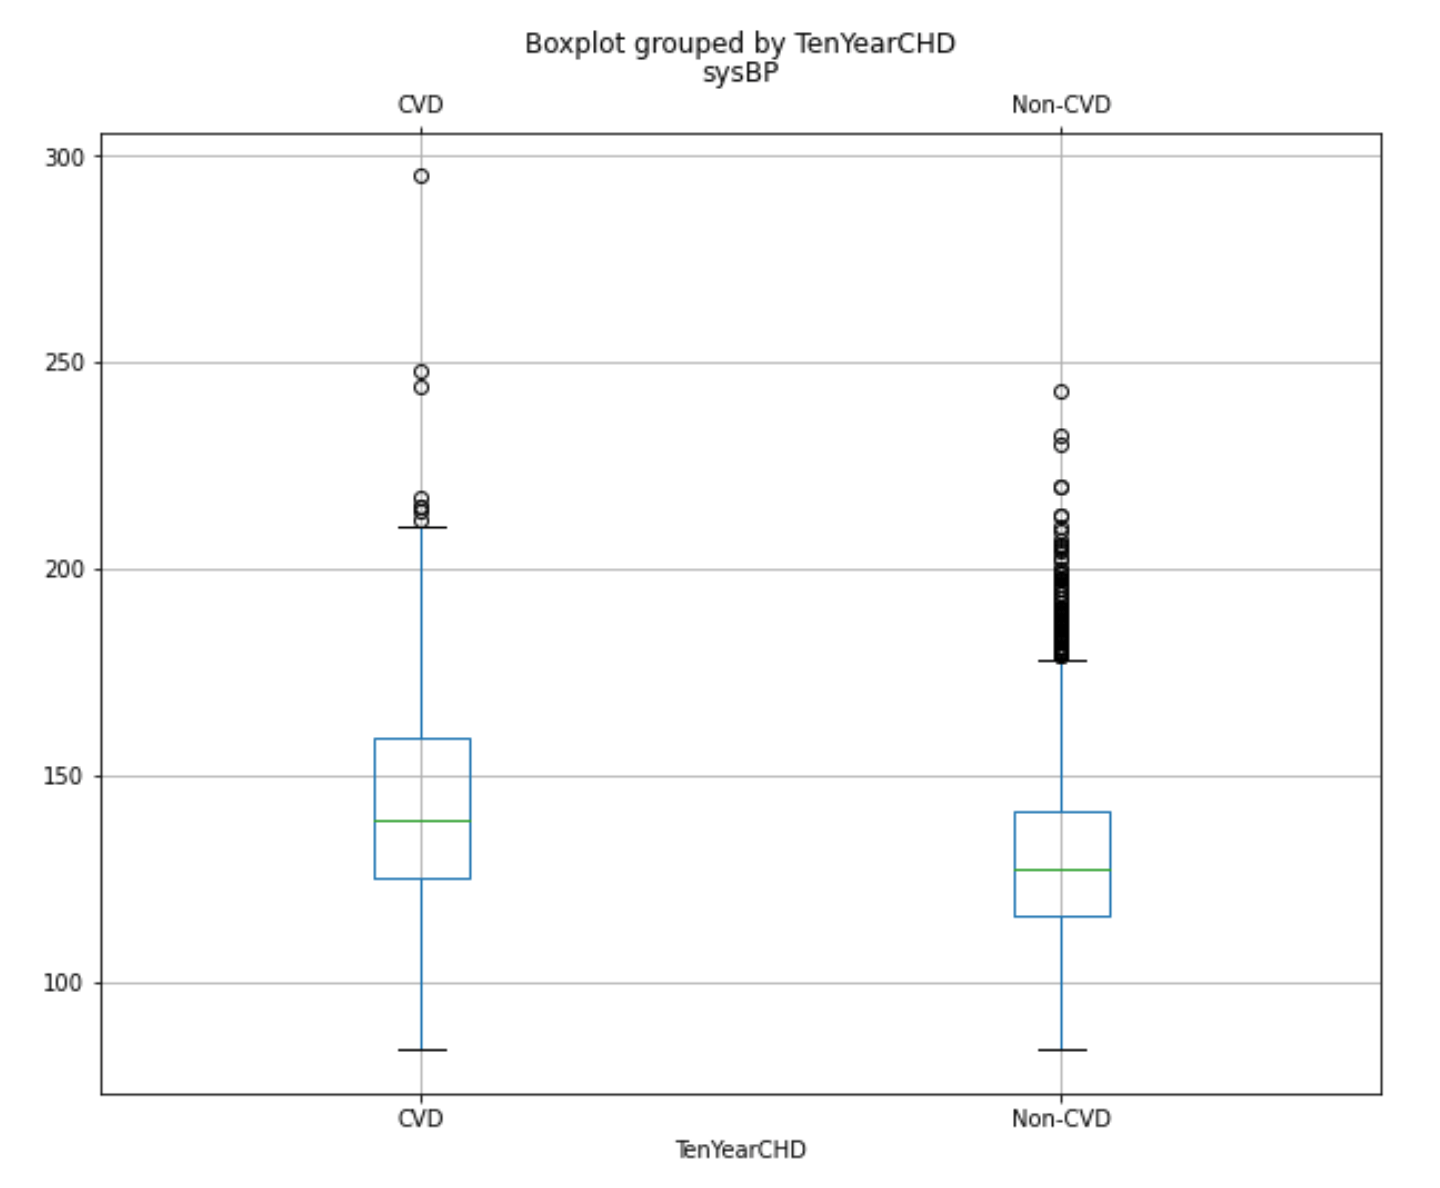 Boxplot grouped by TenYearCHD
sysBP
CVD Non-CVD
300
250
200
150
100
CVD Non-CVD
TenYearCHD